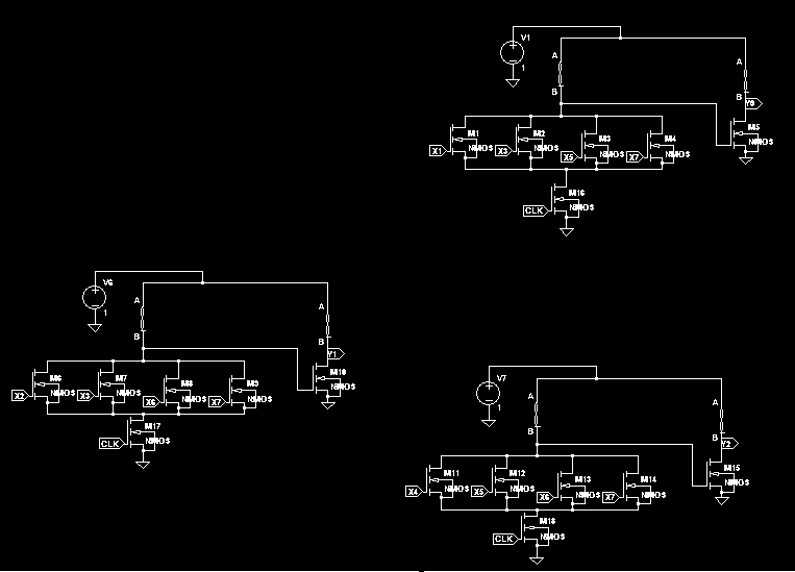 V1
A
A
1
B
B
Y0
M1
M2
M3
M4
M5
NMOS
X1
NMOS
X3
NMOS
X5
NMOS
X7
NMOS
M16
NMOS
CLK
V6
A
A
1
B
B
Y1
M6
M7
M8
M9
M10
NMOS
X2
NMOS
X3
NMOS
X6
NMOS
X7
NMOS
M17
NMOS
CLK
V7
A
A
1
B
B
Y2
M11
M12
M13
M14
M15
NMOS
X4
NMOS
X5
NMOS
X6
NMOS
X7
NMOS
M18
NMOS
CLK